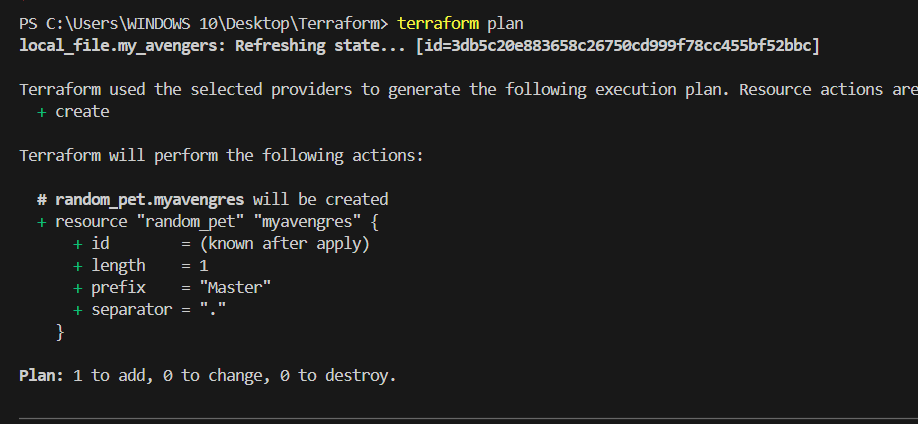 PS C:\Users\WINDOWS 10\Desktop\Terraform> terraform plan
local_file.my_avengers: Refreshing state... [id=3db5c20e883658c26750cd999f78cc455bf52bbc]
Terraform used the selected providers to generate the following execution plan. Resource actions are
+ create
Terraform will perform the following actions:
# random_pet.myavengres will be created
+ resource "random_pet" "myavengres" {
+ id        = (known after apply)
+ length    = 1
+ prefix    = "Master"
+ separator = "."
}
Plan: 1 to add, 0 to change, 0 to destroy.